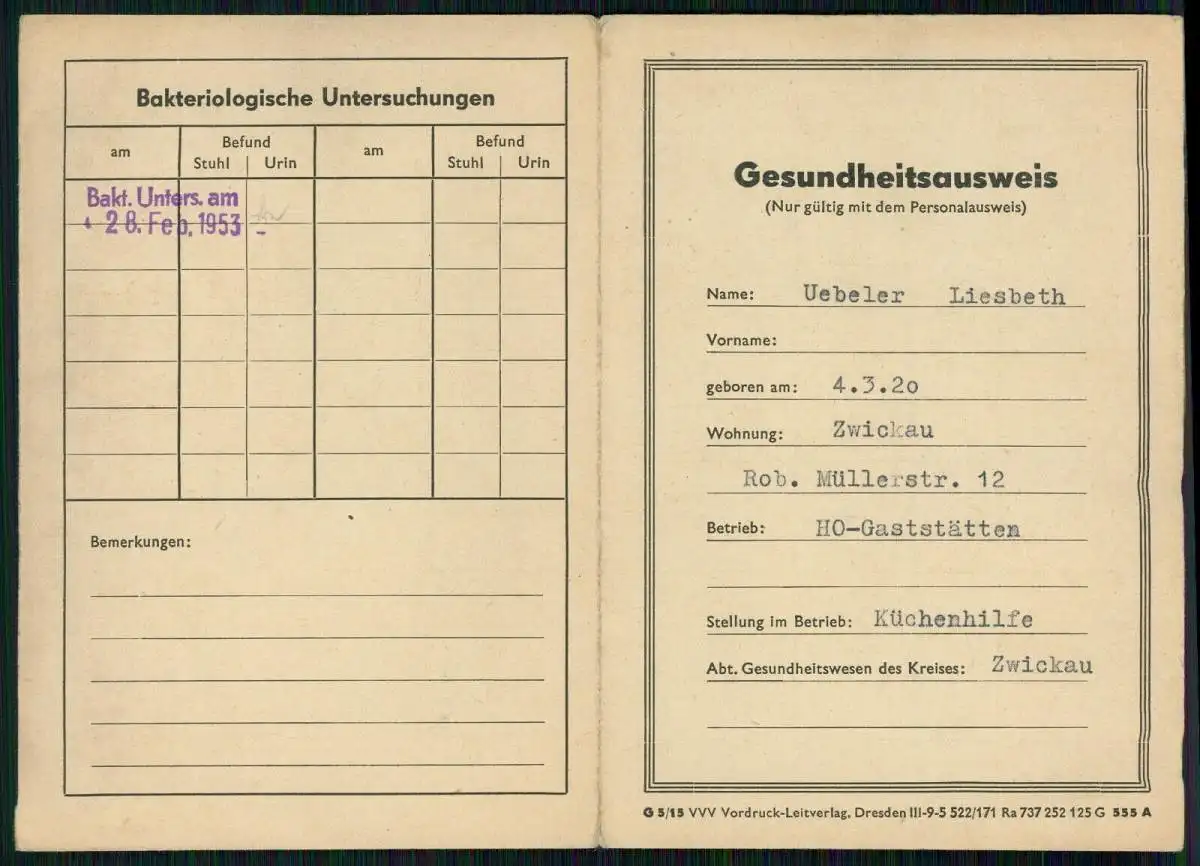 Bakteriologische Untersuchungen
am Befund am Befund
Stuhl Urin Stuhl Urin
Bakt. Unters. am
28. Feb. 1953 -
Bemerkungen:
Gesundheitsausweis
(Nur gültig mit dem Personalausweis)
Name: Uebeler Liesbeth
Vorname:
geboren am: 4.3.2o
Wohnung: Zwickau
Rob. Müllerstr. 12
Betrieb: HO-Gaststätten
Stellung im Betrieb: Küchenhilfe
Abt. Gesundheitswesen des Kreises: Zwickau
G 5/15 VVV Vordruck-Leitverlag, Dresden III-9-5 522/171 Ra 737 252 125 G 555 A